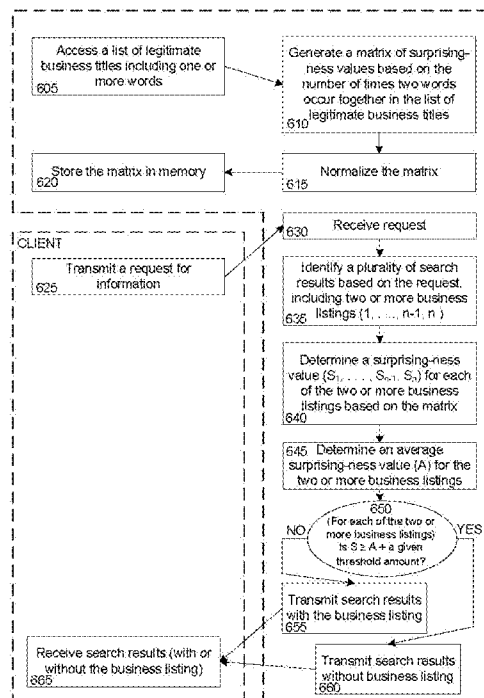 Access a list of legitimate
business titles including one or
more words
605
Generate a matrix of surprising-
ness values based on the
number of times two words
occur together in the list of
legitimate business titles
610
Store the matrix in memory
620
Normalize the matrix
615
Receive request
630
CLIENT
Transmit a request for
information
625
Identify a plurality of search
results based on the request,
including two or more business
listings (1, . . ., n-1, n )
635
Determine a surprising-ness
value (S1, . . . , Sn-1, Sn) for each
of the two or more business
listings based on the matrix
640
645 Determine an average
surprising-ness value (A) for the
two or more business listings
650
NO (For each of the two or YES
more business listings)
Is S ≥ A + a given
threshold amount?
Transmit search results
with the business listing
655
Receive search results (with or
without the business listing)
665
Transmit search results
without business listing
660